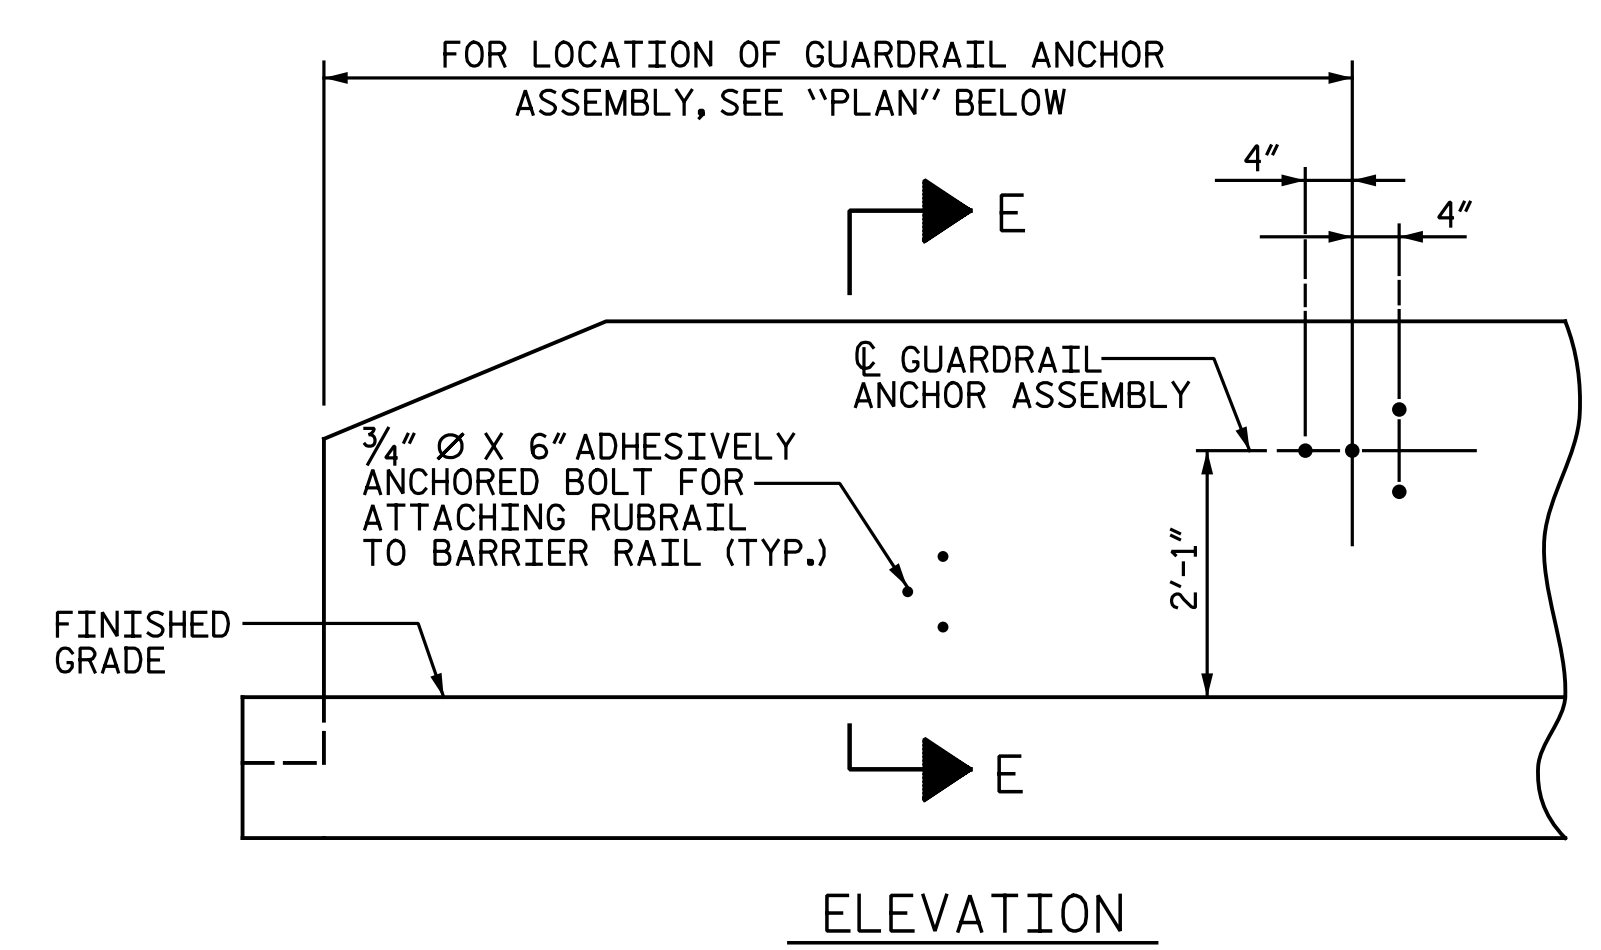 FOR LOCATION OF GUARDRAIL ANCHOR
ASSEMBLY, SEE "PLAN" BELOW
4"
4"
E
℄ GUARDRAIL
ANCHOR ASSEMBLY
3/4" Ø X 6" ADHESIVELY
ANCHORED BOLT FOR
ATTACHING RUBRAIL
TO BARRIER RAIL (TYP.)
2'-1"
FINISHED
GRADE
E
ELEVATION